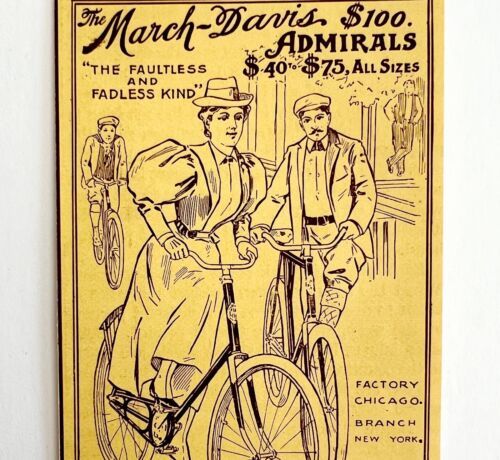 The March-Davis $100.
ADMIRALS
$40 TO $75, ALL SIZES
"THE FAULTLESS
AND
FADLESS KIND"
FACTORY
CHICAGO.
BRANCH
NEW YORK.